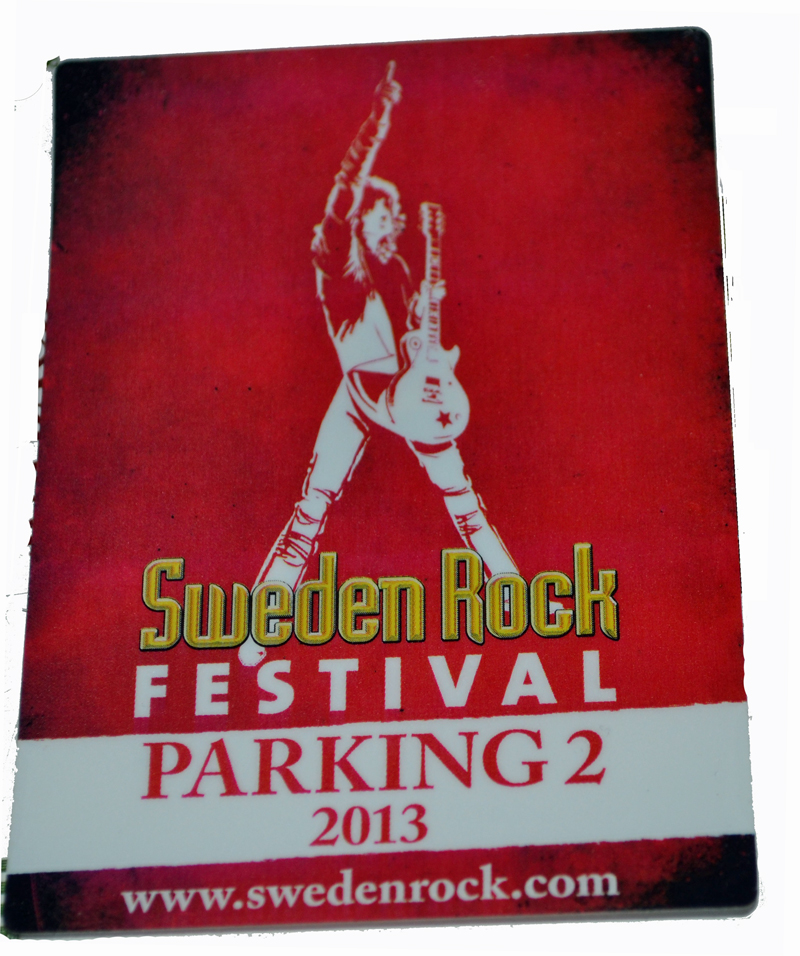 Sweden Rock
FESTIVAL
PARKING 2
2013
www.swedenrock.com